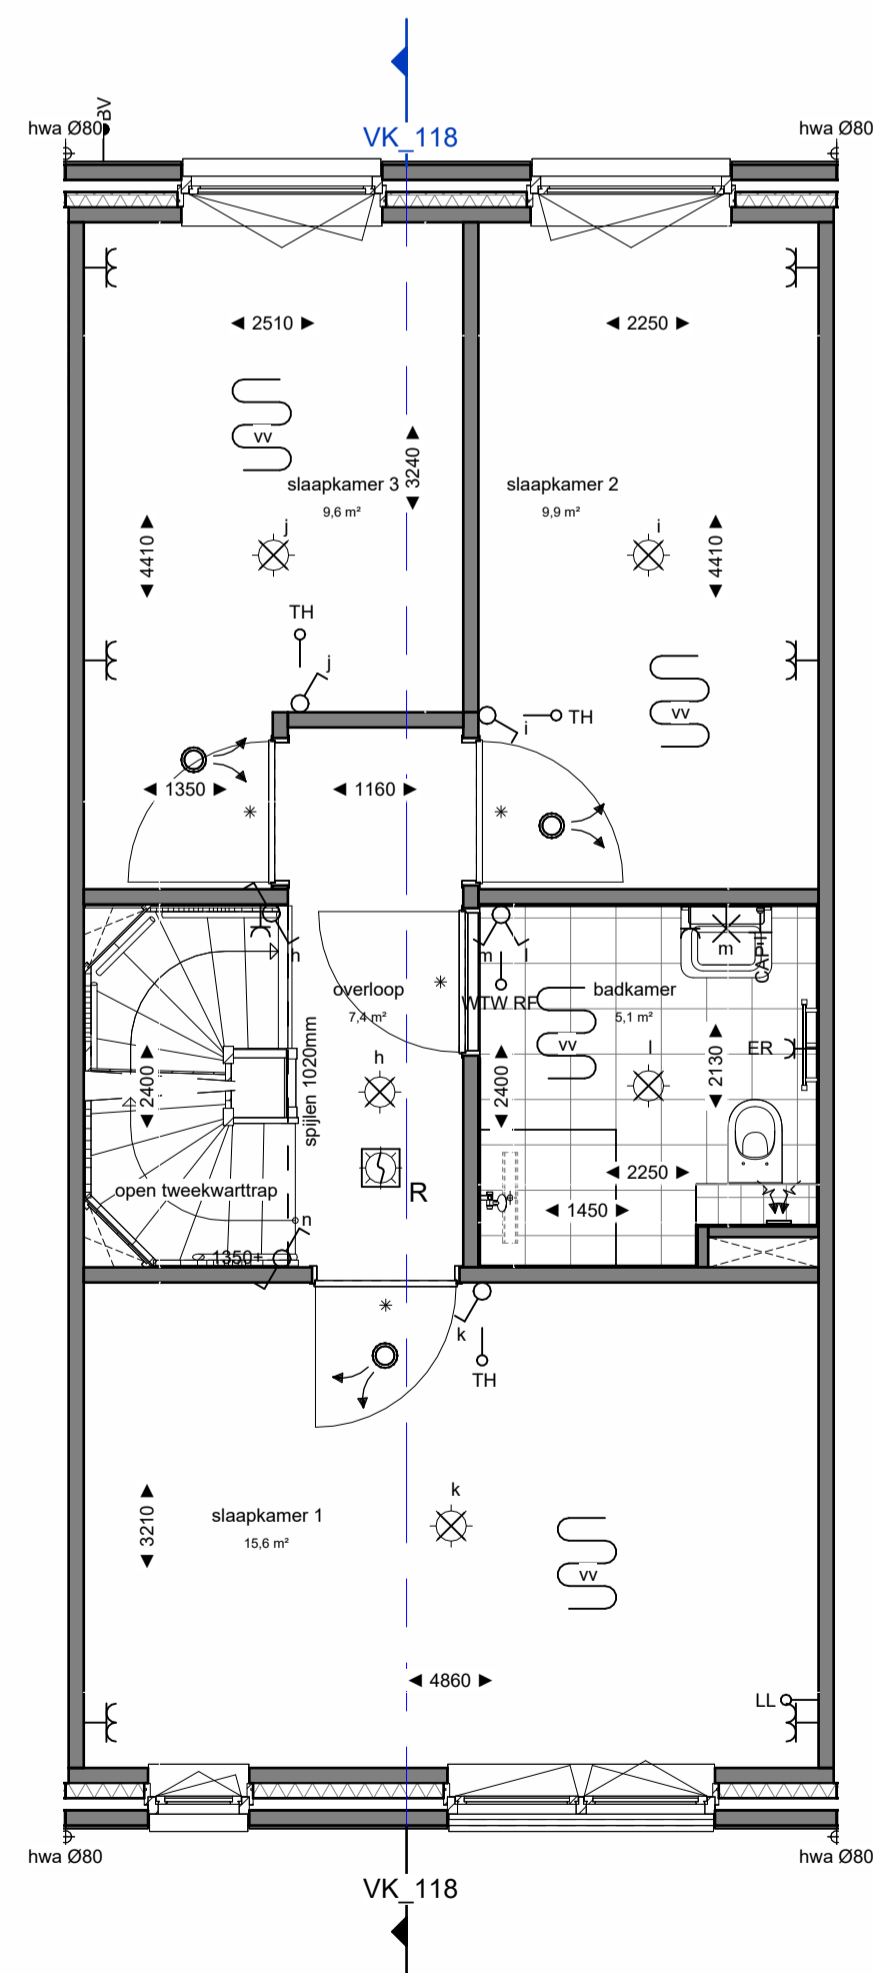 BV
hwa Ø80
hwa Ø80
VK_118
2510
2250
vv
3240
slaapkamer 3
9,6 m²
slaapkamer 2
9,9 m²
j
i
4410
4410
TH
j
vv
i
TH
1350
1160
h
m
l
m
CAP'T
overloop
7,4 m²
WTW RF
badkamer
5,1 m²
vv
ER
h
l
2400
spijlen 1020mm
2400
2130
open tweekwarttrap
R
2250
1450
n
1350+
k
TH
k
slaapkamer 1
15,6 m²
3210
vv
4860
LL
hwa Ø80
hwa Ø80
VK_118